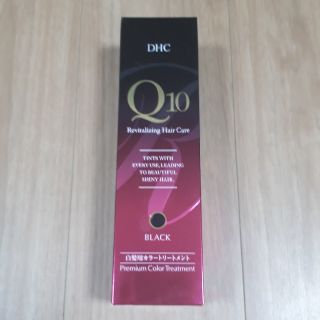 DHC
Q10
Revitalizing Hair Care
TINTS WITH
EVERY USE, LEADING
TO BEAUTIFUL
SHINY HAIR.
BLACK
白髪用カラートリートメント
Premium Color Treatment